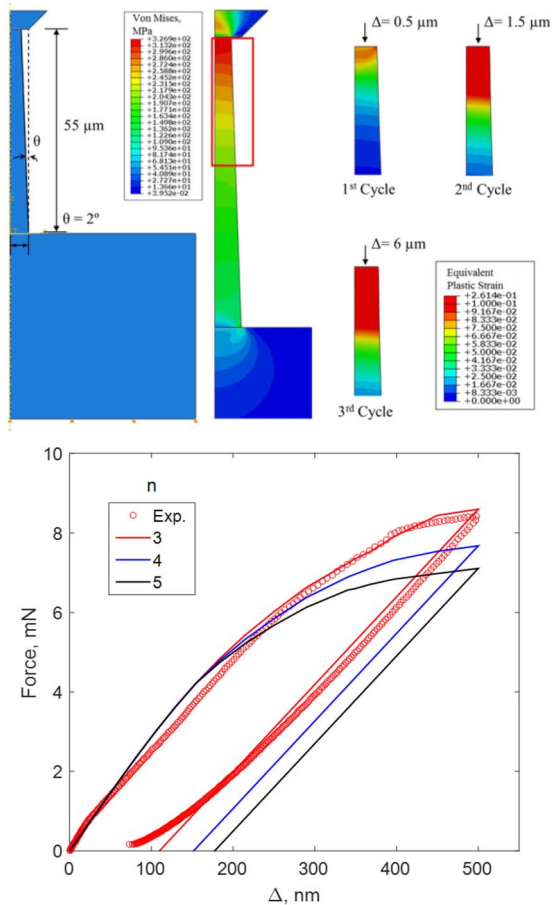 Von Mises,
MPa
+3.269e+02
+3.132e+02
+2.996e+02
+2.860e+02
+2.724e+02
+2.588e+02
+2.452e+02
+2.315e+02
+2.179e+02
+2.043e+02
+1.907e+02
+1.771e+02
+1.634e+02
+1.498e+02
+1.362e+02
+1.226e+02
+1.090e+02
+9.536e+01
+8.174e+01
+6.813e+01
+5.451e+01
+4.089e+01
+2.727e+01
+1.366e+01
+3.952e-02
55 µm
θ
θ = 2º
Δ = 0.5 µm
1st Cycle
Δ= 1.5 µm
2nd Cycle
Δ= 6 µm
3rd Cycle
Equivalent
Plastic Strain
+2.614e-01
+1.000e-01
+9.167e-02
+8.333e-02
+7.500e-02
+6.667e-02
+5.833e-02
+5.000e-02
+4.167e-02
+3.333e-02
+2.500e-02
+1.667e-02
+8.333e-03
+0.000e+00
10
8
6
4
2
0
Force, mN
n
Exp.
3
4
5
0
100
200
300
400
500
Δ, nm